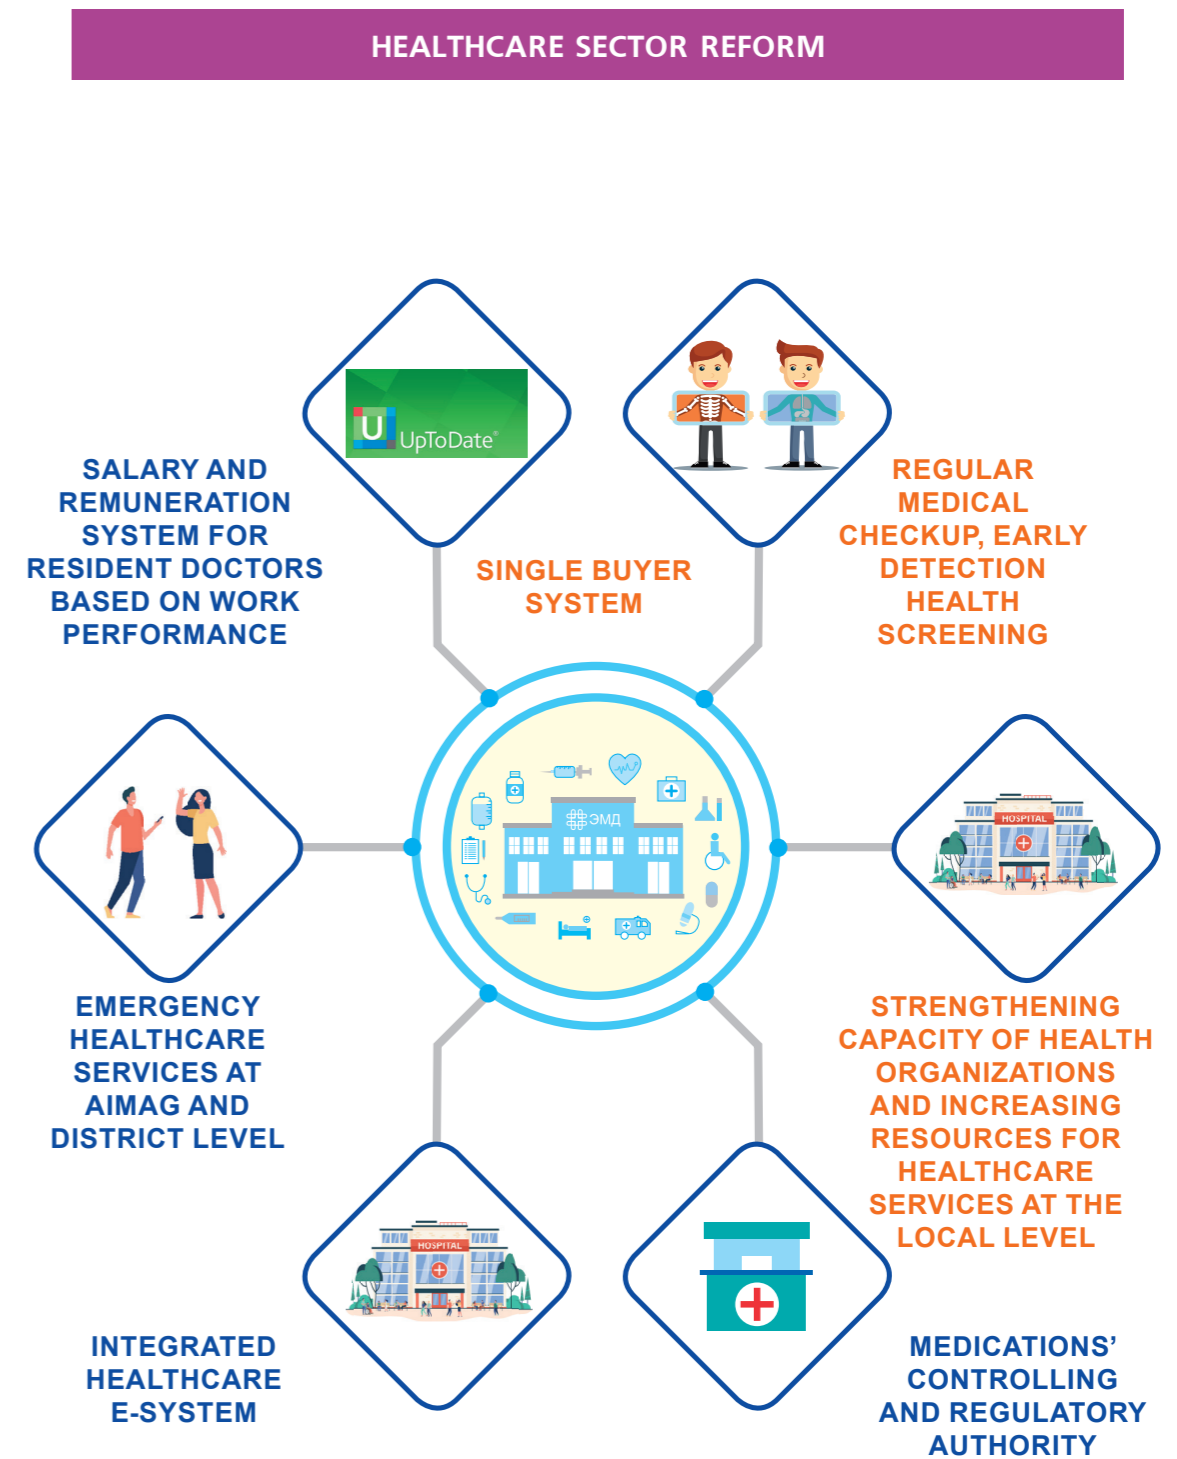 HEALTHCARE SECTOR REFORM
U UpToDate®
SALARY AND
REMUNERATION
SYSTEM FOR
RESIDENT DOCTORS
BASED ON WORK
PERFORMANCE
SINGLE BUYER
SYSTEM
REGULAR
MEDICAL
CHECKUP, EARLY
DETECTION
HEALTH
SCREENING
ЭМД
HOSPITAL
EMERGENCY
HEALTHCARE
SERVICES AT
AIMAG AND
DISTRICT LEVEL
STRENGTHENING
CAPACITY OF HEALTH
ORGANIZATIONS
AND INCREASING
RESOURCES FOR
HEALTHCARE
SERVICES AT THE
LOCAL LEVEL
HOSPITAL
INTEGRATED
HEALTHCARE
E-SYSTEM
MEDICATIONS’
CONTROLLING
AND REGULATORY
AUTHORITY